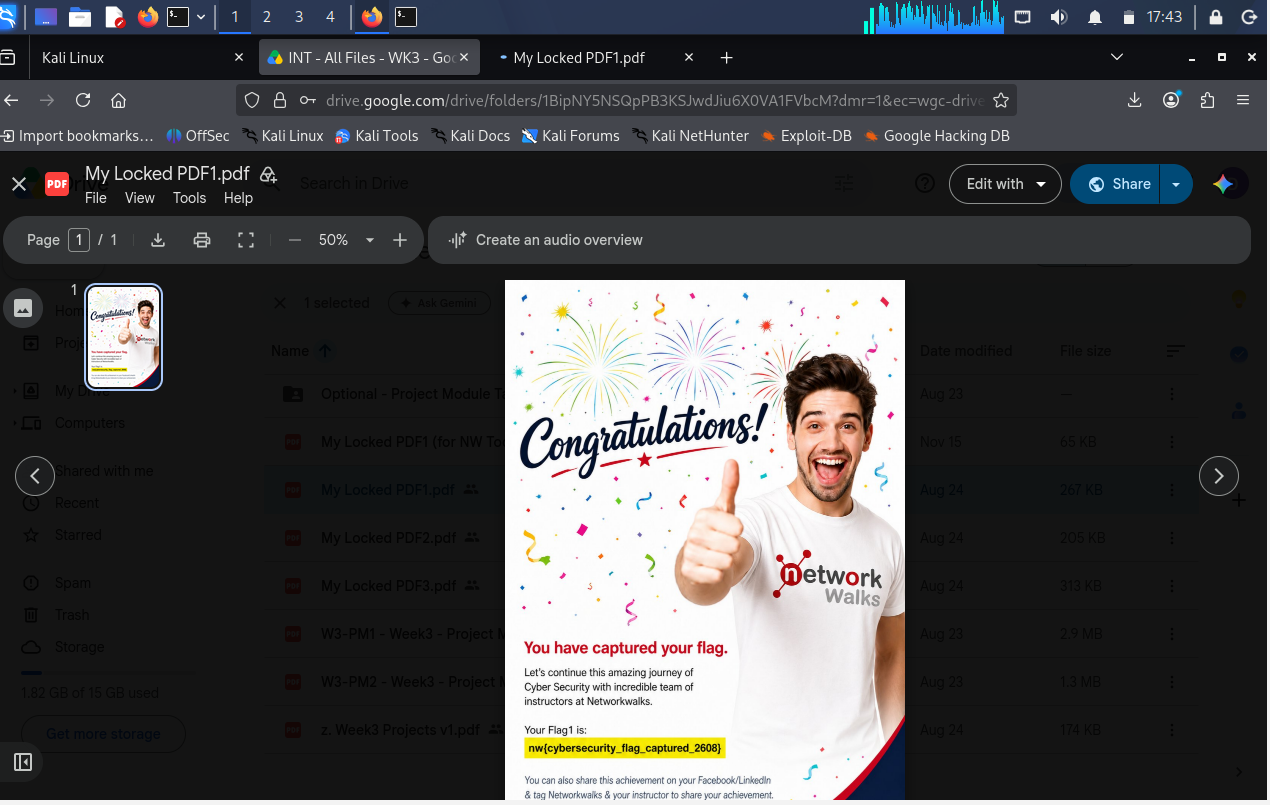 17:43
1 2 3 4
Kali Linux
INT - All Files - WK3 - Goo
My Locked PDF1.pdf
drive.google.com/drive/folders/1BipNY5NSQpPB3KSJwdJiu6X0VA1FVbcM?dmr=1&ec=wgc-drive
Import bookmarks... OffSec Kali Linux Kali Tools Kali Docs Kali Forums Kali NetHunter Exploit-DB Google Hacking DB
PDF
My Locked PDF1.pdf
Search in Drive
File View Tools Help
Edit with
Share
Page 1 / 1
50%
Create an audio overview
1
1 selected
Ask Gemini
Name
Date modified
File size
My Drive
Computers
Shared with me
Recent
Starred
Spam
Trash
Storage
1.82 GB of 15 GB used
Get more storage
Optional - Project Module T
Aug 23
—
My Locked PDF1 (for NW To
Nov 15
65 KB
My Locked PDF1.pdf
Aug 24
267 KB
My Locked PDF2.pdf
Aug 24
205 KB
My Locked PDF3.pdf
Aug 24
313 KB
W3-PM1 - Week3 - Project M
Aug 23
2.9 MB
W3-PM2 - Week3 - Project M
Aug 23
1.3 MB
z. Week3 Projects v1.pdf
Aug 24
174 KB
Congratulations!
network
Walks
You have captured your flag.
Let's continue this amazing journey of
Cyber Security with incredible team of
instructors at Networkwalks.
Your Flag1 is:
nw{cybersecurity_flag_captured_2608}
You can also share this achievement on your Facebook/LinkedIn
& tag Networkwalks & your instructor to share your achievement.